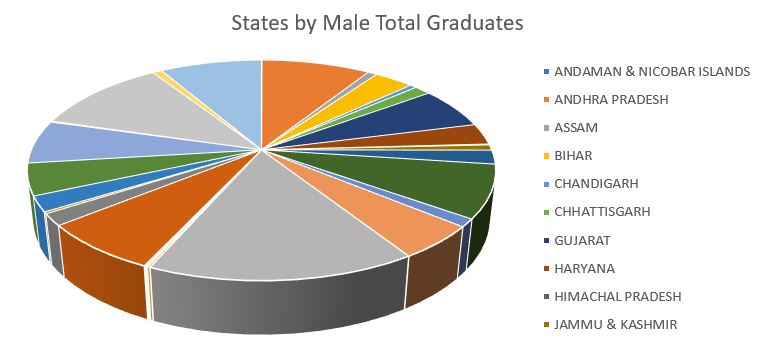 States by Male Total Graduates
ANDAMAN & NICOBAR ISLANDS
ANDHRA PRADESH
ASSAM
BIHAR
CHANDIGARH
CHHATTISGARH
GUJARAT
HARYANA
HIMACHAL PRADESH
JAMMU & KASHMIR